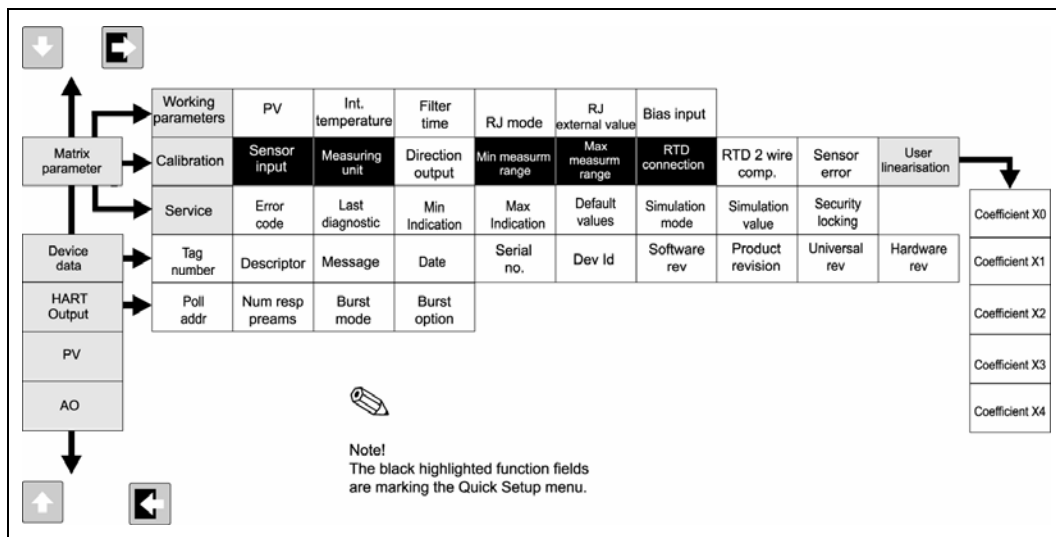 Working
parameters
PV
Int.
temperature
Filter
time
RJ mode
RJ
external value
Bias input
Matrix
parameter
Calibration
Sensor
input
Measuring
unit
Direction
output
Min measurm
range
Max
measurm
range
RTD
connection
RTD 2 wire
comp.
Sensor
error
User
linearisation
Service
Error
code
Last
diagnostic
Min
Indication
Max
Indication
Default
values
Simulation
mode
Simulation
value
Security
locking
Coefficient X0
Device
data
Tag
number
Descriptor
Message
Date
Serial
no.
Dev Id
Software
rev
Product
revision
Universal
rev
Hardware
rev
Coefficient X1
HART
Output
Poll
addr
Num resp
preams
Burst
mode
Burst
option
Coefficient X2
PV
Coefficient X3
AO
Coefficient X4
Note!
The black highlighted function fields
are marking the Quick Setup menu.